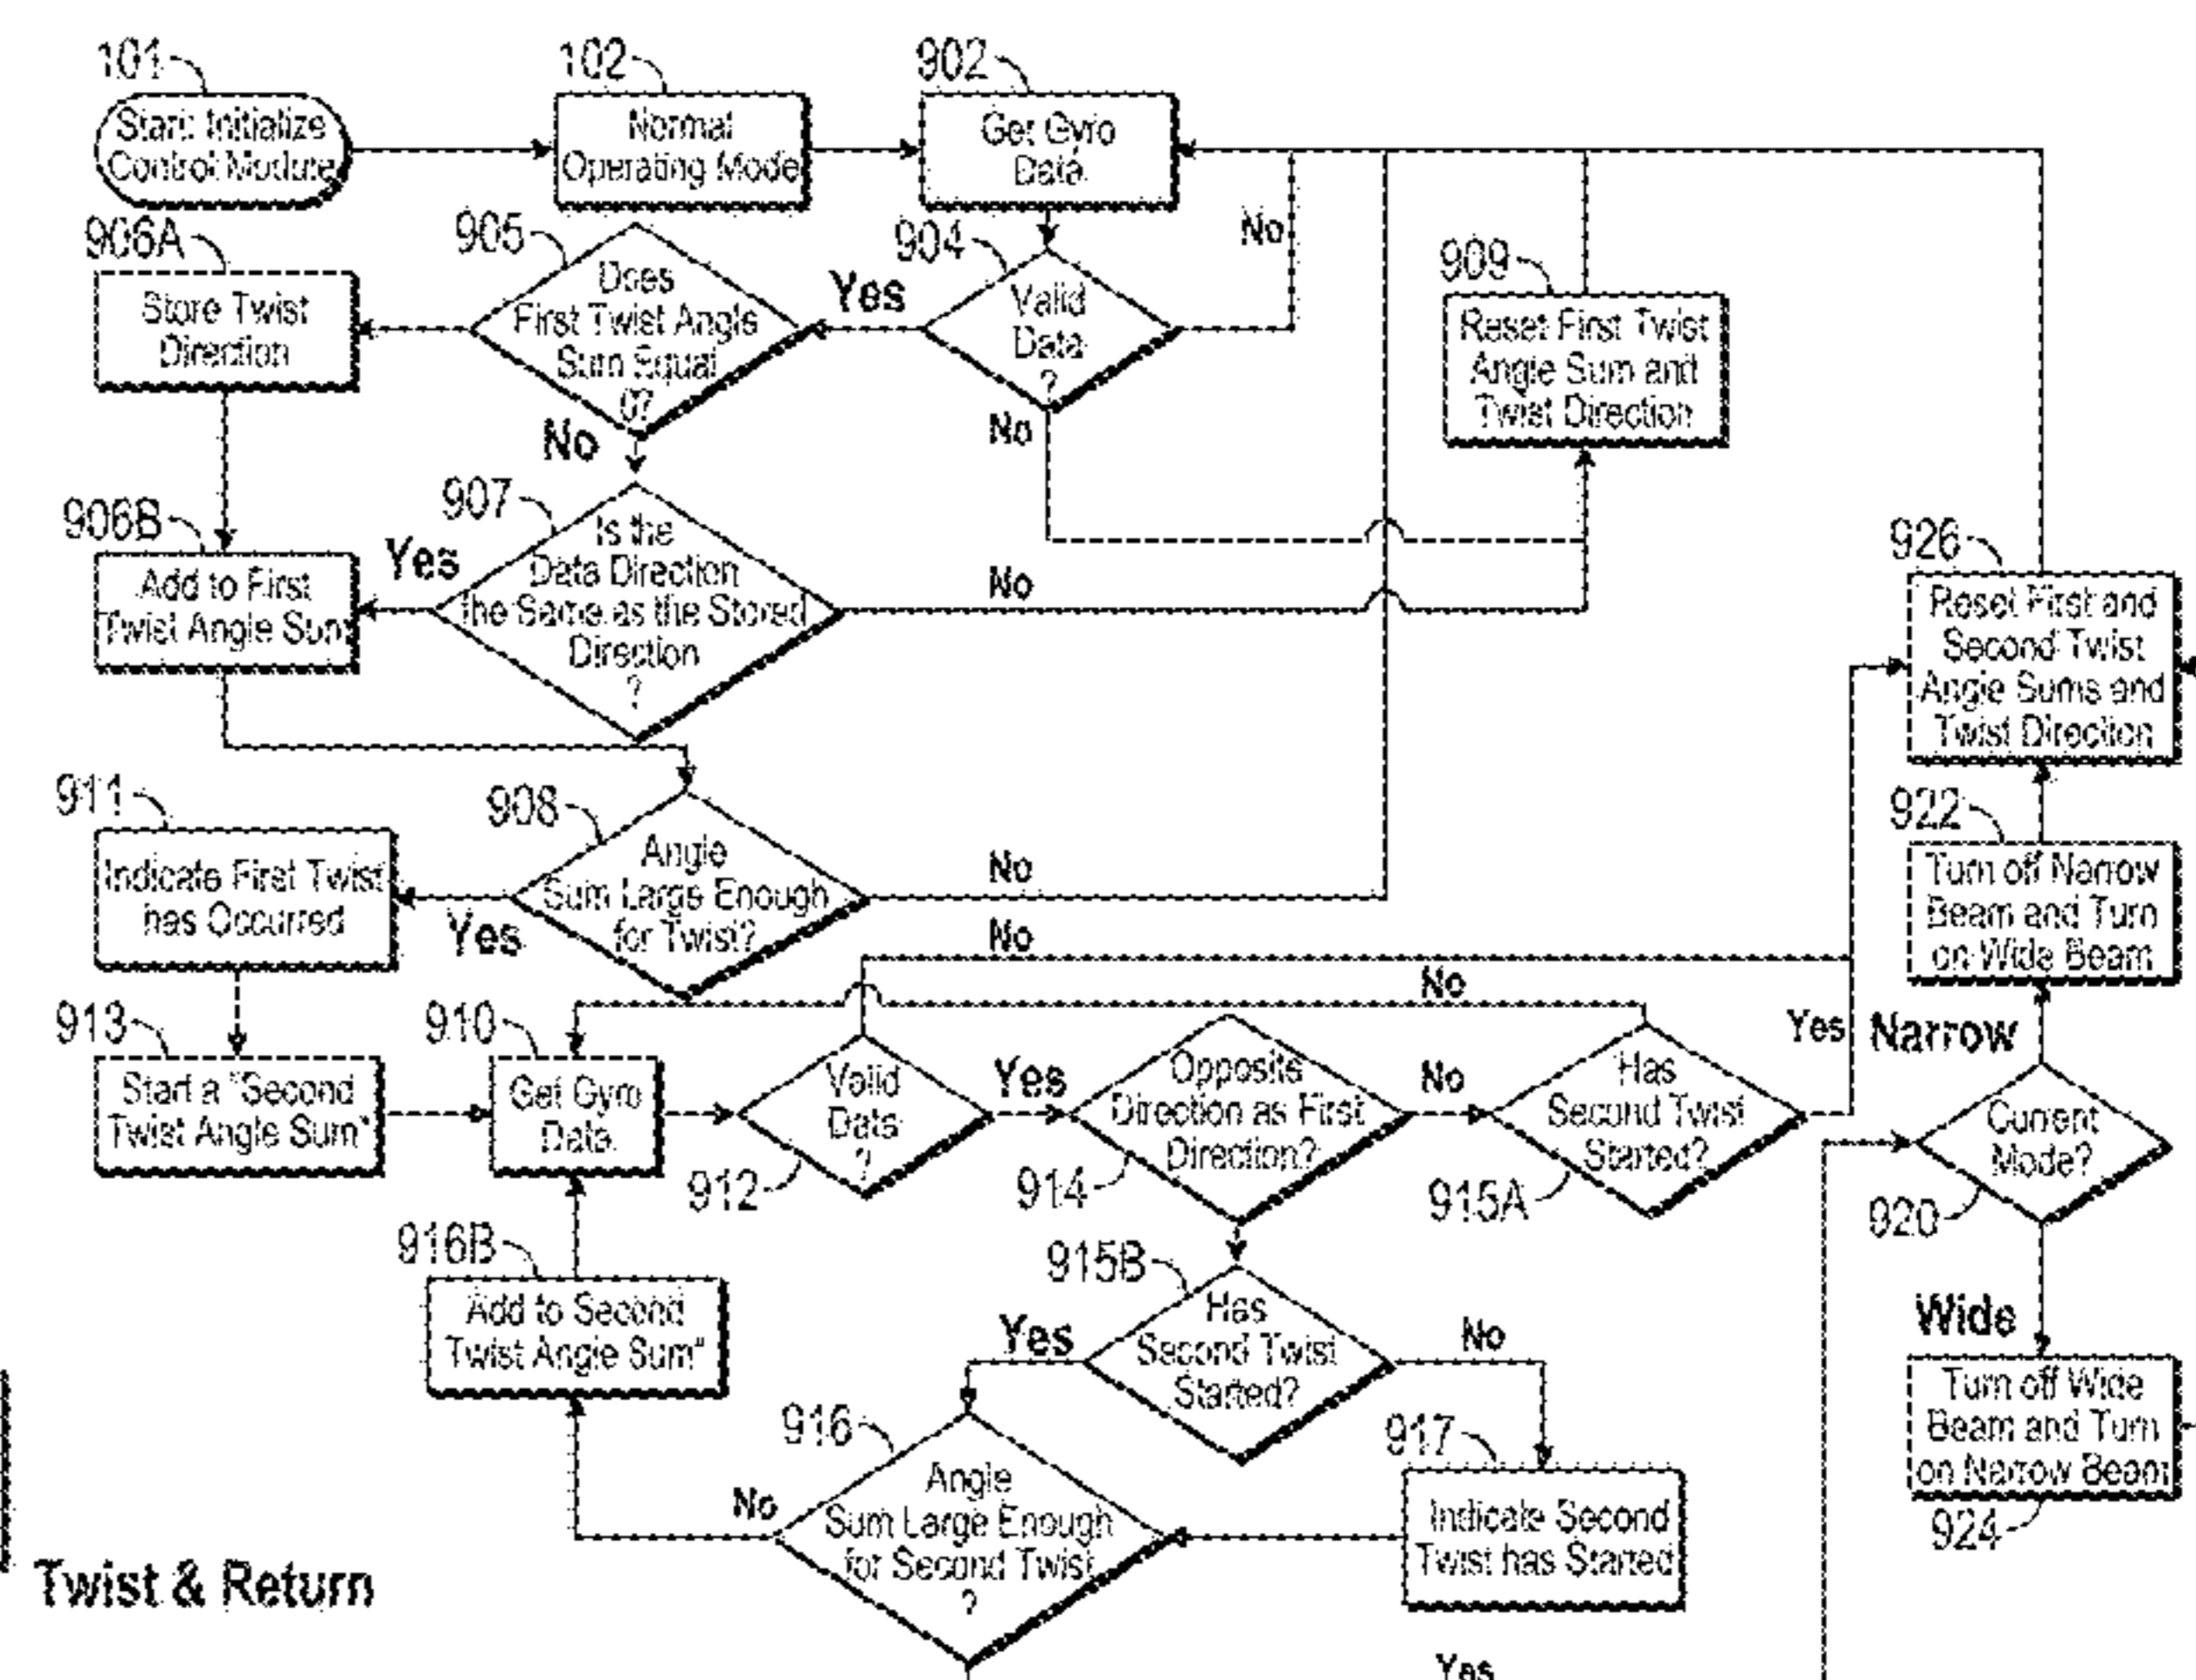 101
Start: Initialize
Control Module
102
Normal
Operating Mode
902
Get Gyro
Data
906A
Store Twist
Direction
905
Does
First Twist Angle
Sum Equal
0?
Yes
No
904
Valid
Data
?
No
No
909
Reset First Twist
Angle Sum and
Twist Direction
906B
Add to First
Twist Angle Sum
Yes
907
Is the
Data Direction
the Same as the Stored
Direction
?
No
926
Reset First and
Second Twist
Angle Sums and
Twist Direction
911
Indicate First Twist
has Occurred
Yes
908
Angle
Sum Large Enough
for Twist?
No
922
Turn off Narrow
Beam and Turn
on Wide Beam
No
No
913
Start a "Second
Twist Angle Sum"
910
Get Gyro
Data
Valid
Data
?
912
Yes
Opposite
Direction as First
Direction?
914
No
Has
Second Twist
Started?
915A
Yes
Narrow
Current
Mode?
920
916B
Add to Second
Twist Angle Sum"
915B
Has
Second Twist
Started?
Yes
No
Wide
Turn off Wide
Beam and Turn
on Narrow Beam
924
916
Angle
Sum Large Enough
for Second Twist
?
No
917
Indicate Second
Twist has Started
Twist & Return
Yes